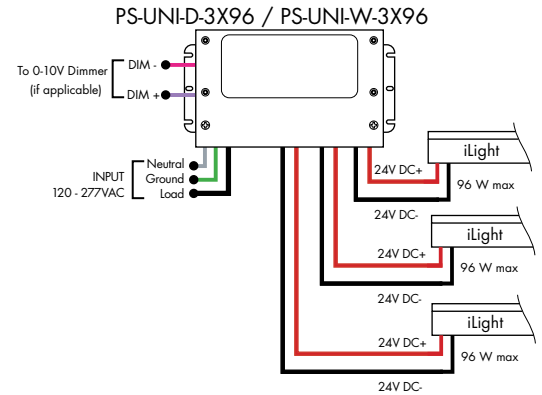 PS-UNI-D-3X96 / PS-UNI-W-3X96
To 0-10V Dimmer
(if applicable)
DIM -
DIM +
INPUT
120 - 277VAC
Neutral
Ground
Load
iLight
24V DC+
96 W max
24V DC-
iLight
24V DC+
96 W max
24V DC-
iLight
24V DC+
96 W max
24V DC-